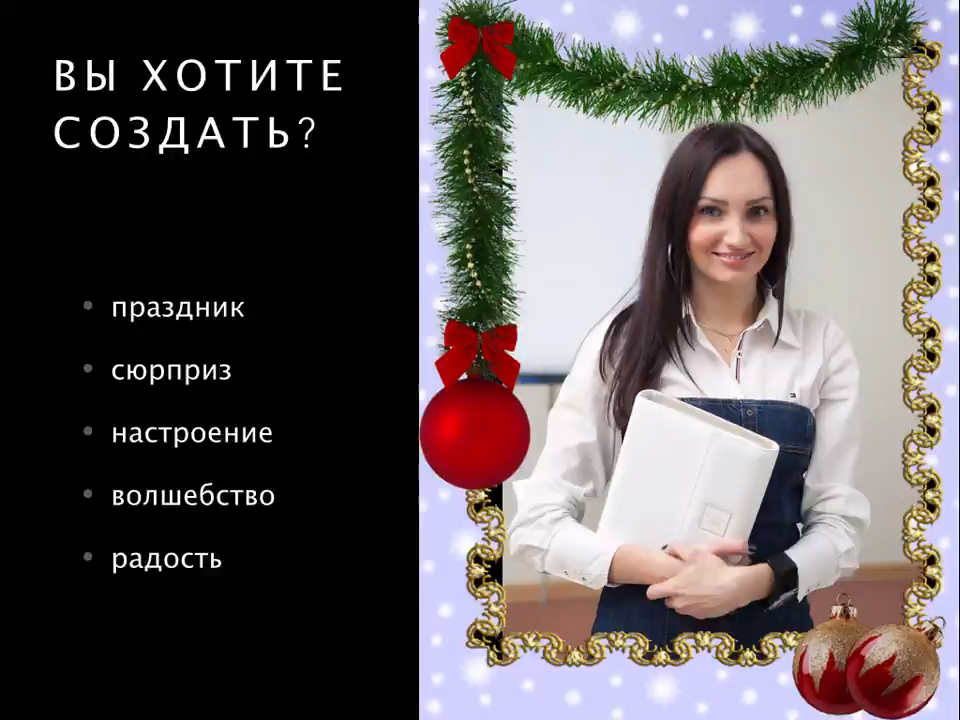 ВЫ ХОТИТЕ
СОЗДАТЬ?
праздник
сюрприз
настроение
волшебство
радость